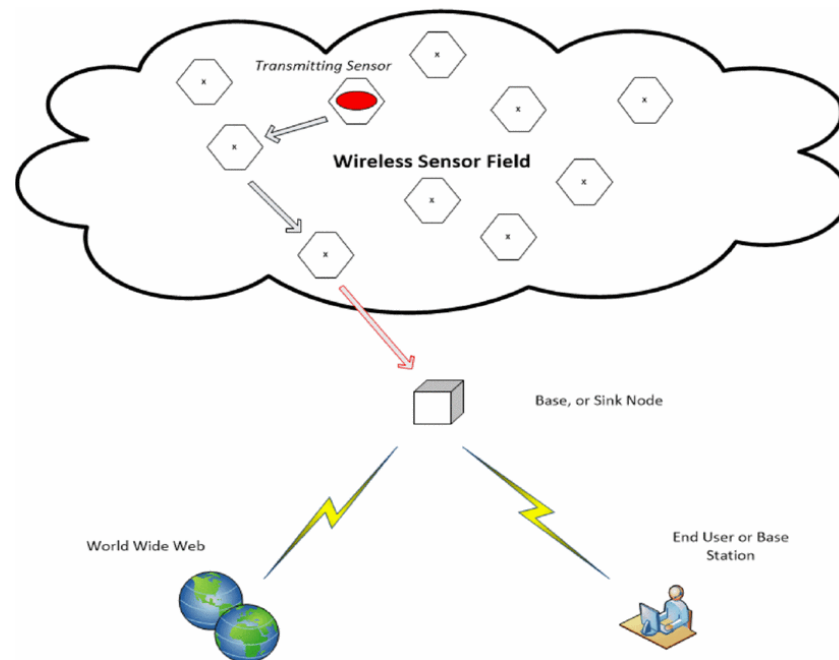 Transmitting Sensor
x
x
x
x
x
Wireless Sensor Field
x
x
x
x
x
Base, or Sink Node
World Wide Web
End User or Base
Station